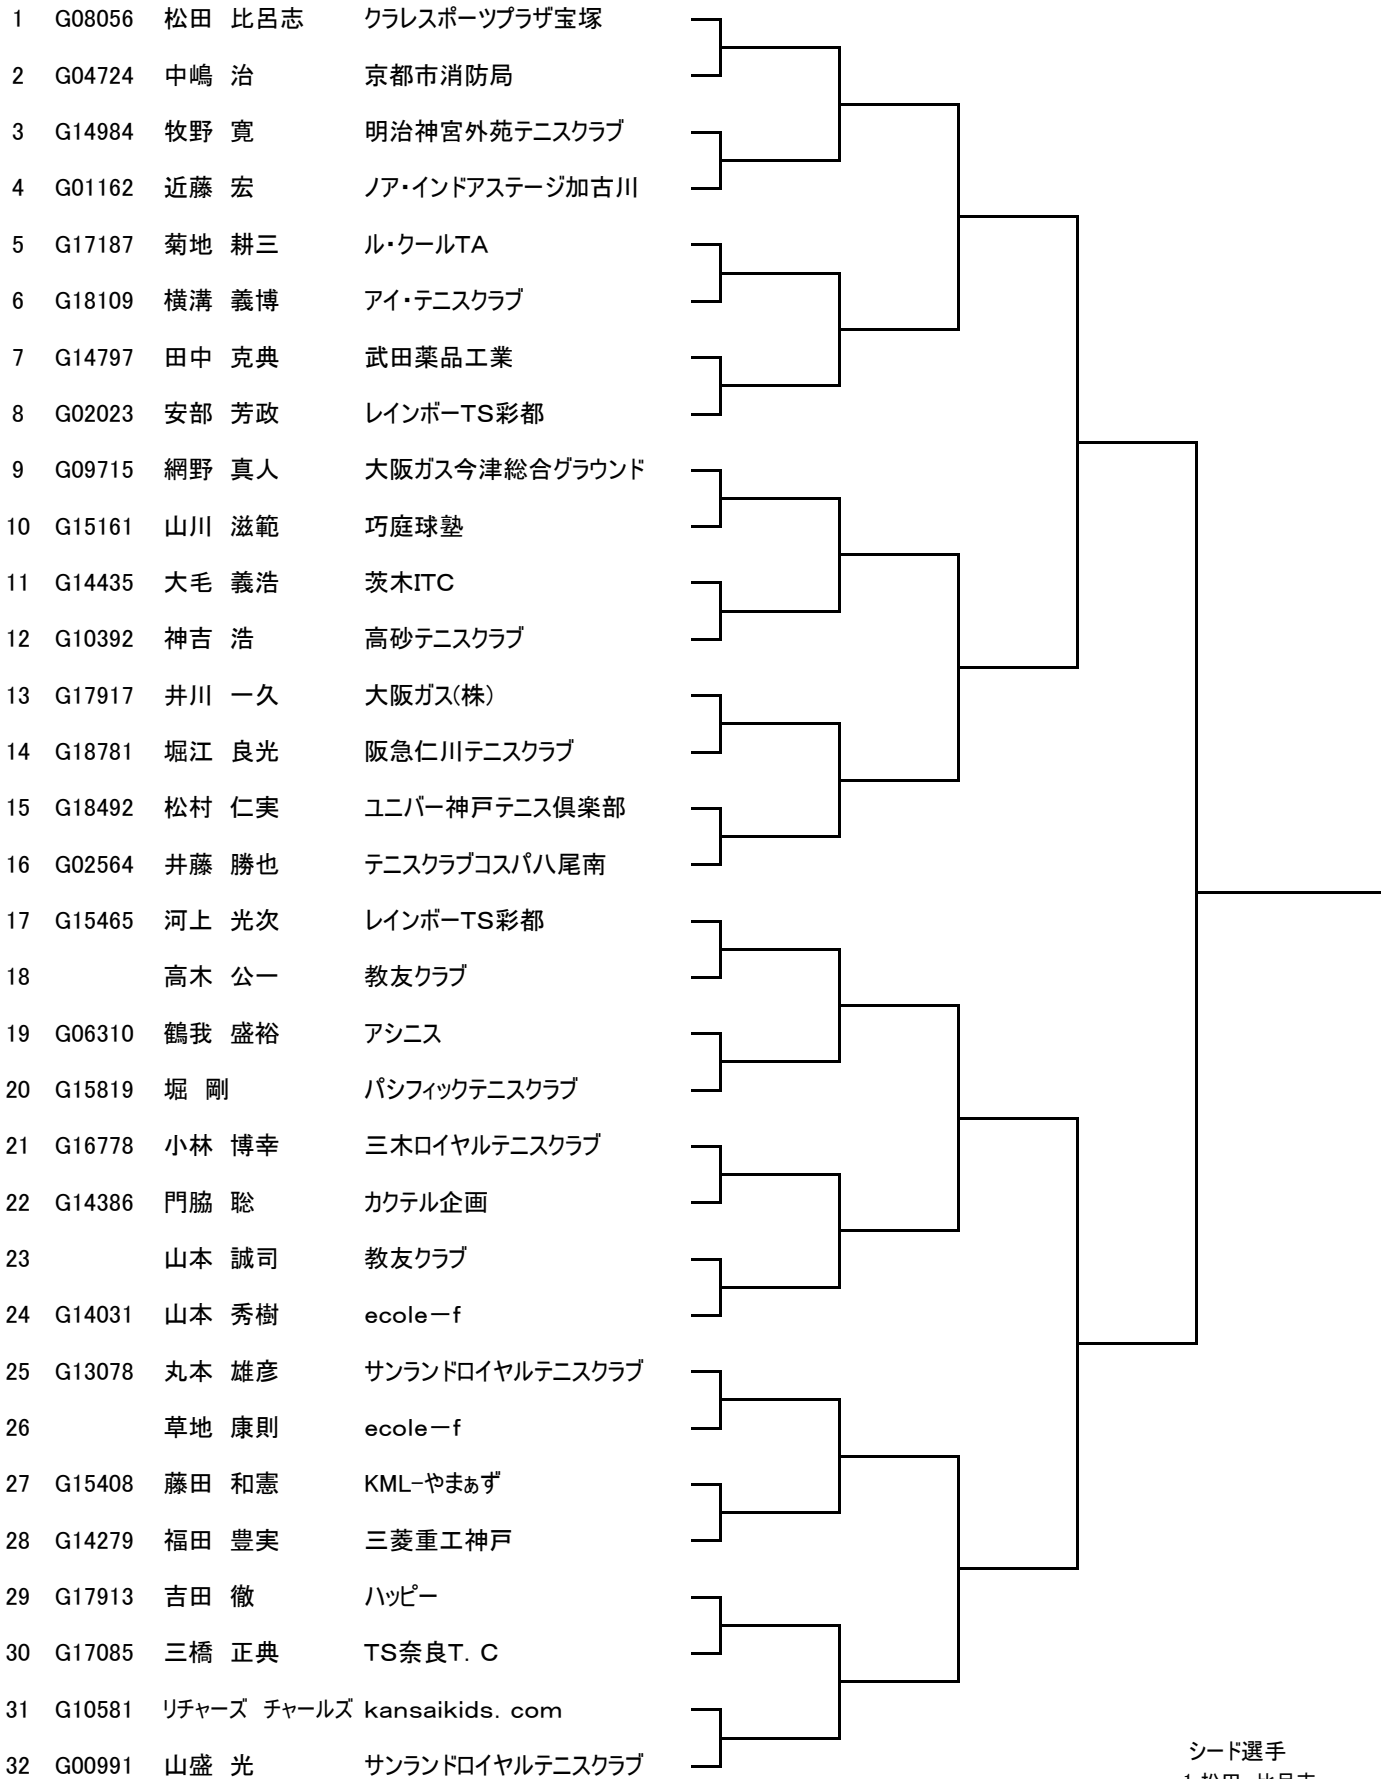 1 G08056 松田 比呂志 クラレスポーツプラザ宝塚
2 G04724 中嶋 治 京都市消防局
3 G14984 牧野 寛 明治神宮外苑テニスクラブ
4 G01162 近藤 宏 ノア・インドアステージ加古川
5 G17187 菊地 耕三 ル・クールTA
6 G18109 横溝 義博 アイ・テニスクラブ
7 G14797 田中 克典 武田薬品工業
8 G02023 安部 芳政 レインボーTS彩都
9 G09715 網野 真人 大阪ガス今津総合グラウンド
10 G15161 山川 滋範 巧庭球塾
11 G14435 大毛 義浩 茨木ITC
12 G10392 神吉 浩 高砂テニスクラブ
13 G17917 井川 一久 大阪ガス(株)
14 G18781 堀江 良光 阪急仁川テニスクラブ
15 G18492 松村 仁実 ユニバー神戸テニス倶楽部
16 G02564 井藤 勝也 テニスクラブコスパ八尾南
17 G15465 河上 光次 レインボーTS彩都
18 高木 公一 教友クラブ
19 G06310 鶴我 盛裕 アシニス
20 G15819 堀 剛 パシフィックテニスクラブ
21 G16778 小林 博幸 三木ロイヤルテニスクラブ
22 G14386 門脇 聡 カクテル企画
23 山本 誠司 教友クラブ
24 G14031 山本 秀樹 ecole－f
25 G13078 丸本 雄彦 サンランドロイヤルテニスクラブ
26 草地 康則 ecole－f
27 G15408 藤田 和憲 KML-やまぁず
28 G14279 福田 豊実 三菱重工神戸
29 G17913 吉田 徹 ハッピー
30 G17085 三橋 正典 TS奈良T．C
31 G10581 リチャーズ チャールズ kansaikids．com
32 G00991 山盛 光 サンランドロイヤルテニスクラブ
シード選手
1 松田 比呂志